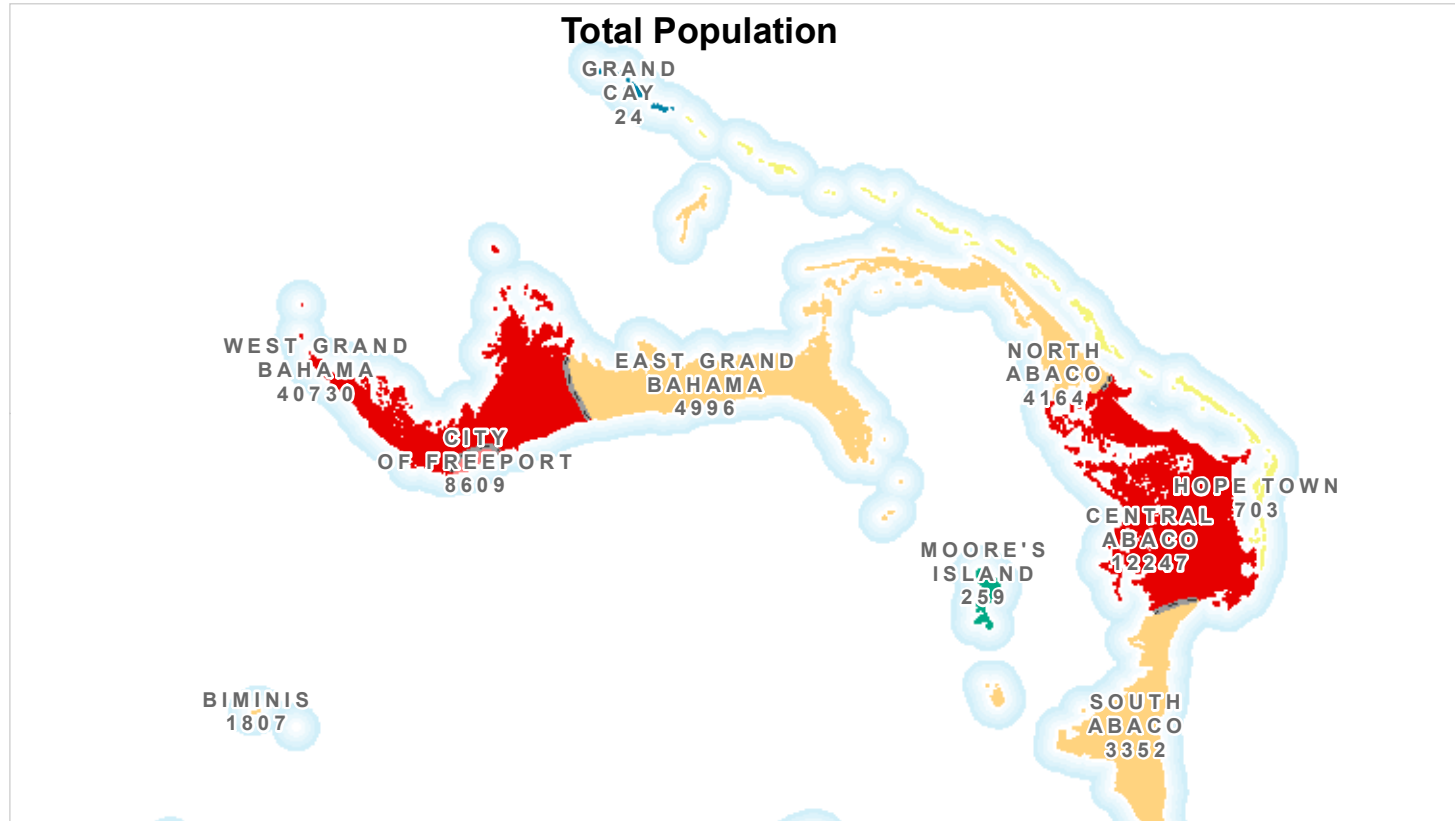 Total Population
GRAND
CAY
24
WEST GRAND
BAHAMA
40730
EAST GRAND
BAHAMA
4996
NORTH
ABACO
4164
CITY
OF FREEPORT
8609
HOPE TOWN
703
CENTRAL
ABACO
12247
MOORE'S
ISLAND
259
BIMINIS
1807
SOUTH
ABACO
3352